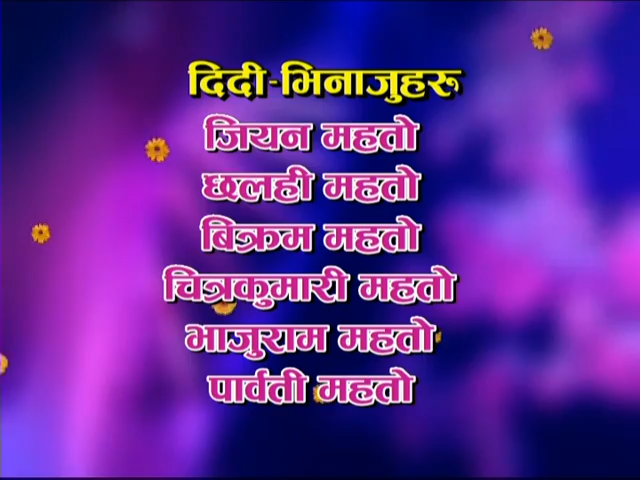 दिदी-भिनाजुहरू
जियन महतो
छलही महतो
बिक्रम महतो
चित्रकुमारी महतो
भाजुराम महतो
पार्वती महतो